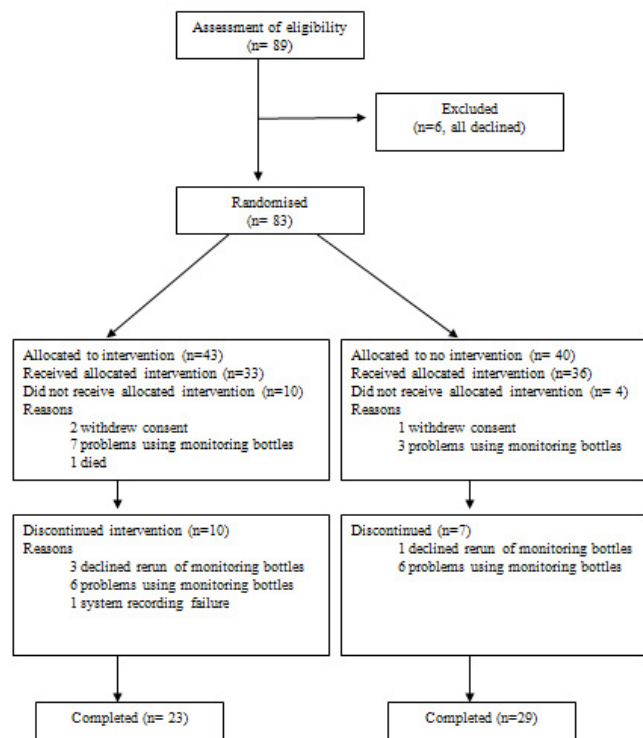 Assessment of eligibility
(n= 89)
Excluded
(n=6, all declined)
Randomised
(n= 83)
Allocated to intervention (n=43)
Received allocated intervention (n=33)
Did not receive allocated intervention (n=10)
Reasons
2 withdrew consent
7 problems using monitoring bottles
1 died
Allocated to no intervention (n= 40)
Received allocated intervention (n=36)
Did not receive allocated intervention (n= 4)
Reasons
1 withdrew consent
3 problems using monitoring bottles
Discontinued intervention (n=10)
Reasons
3 declined rerun of monitoring bottles
6 problems using monitoring bottles
1 system recording failure
Discontinued (n=7)
1 declined rerun of monitoring bottles
6 problems using monitoring bottles
Completed (n= 23)
Completed (n=29)